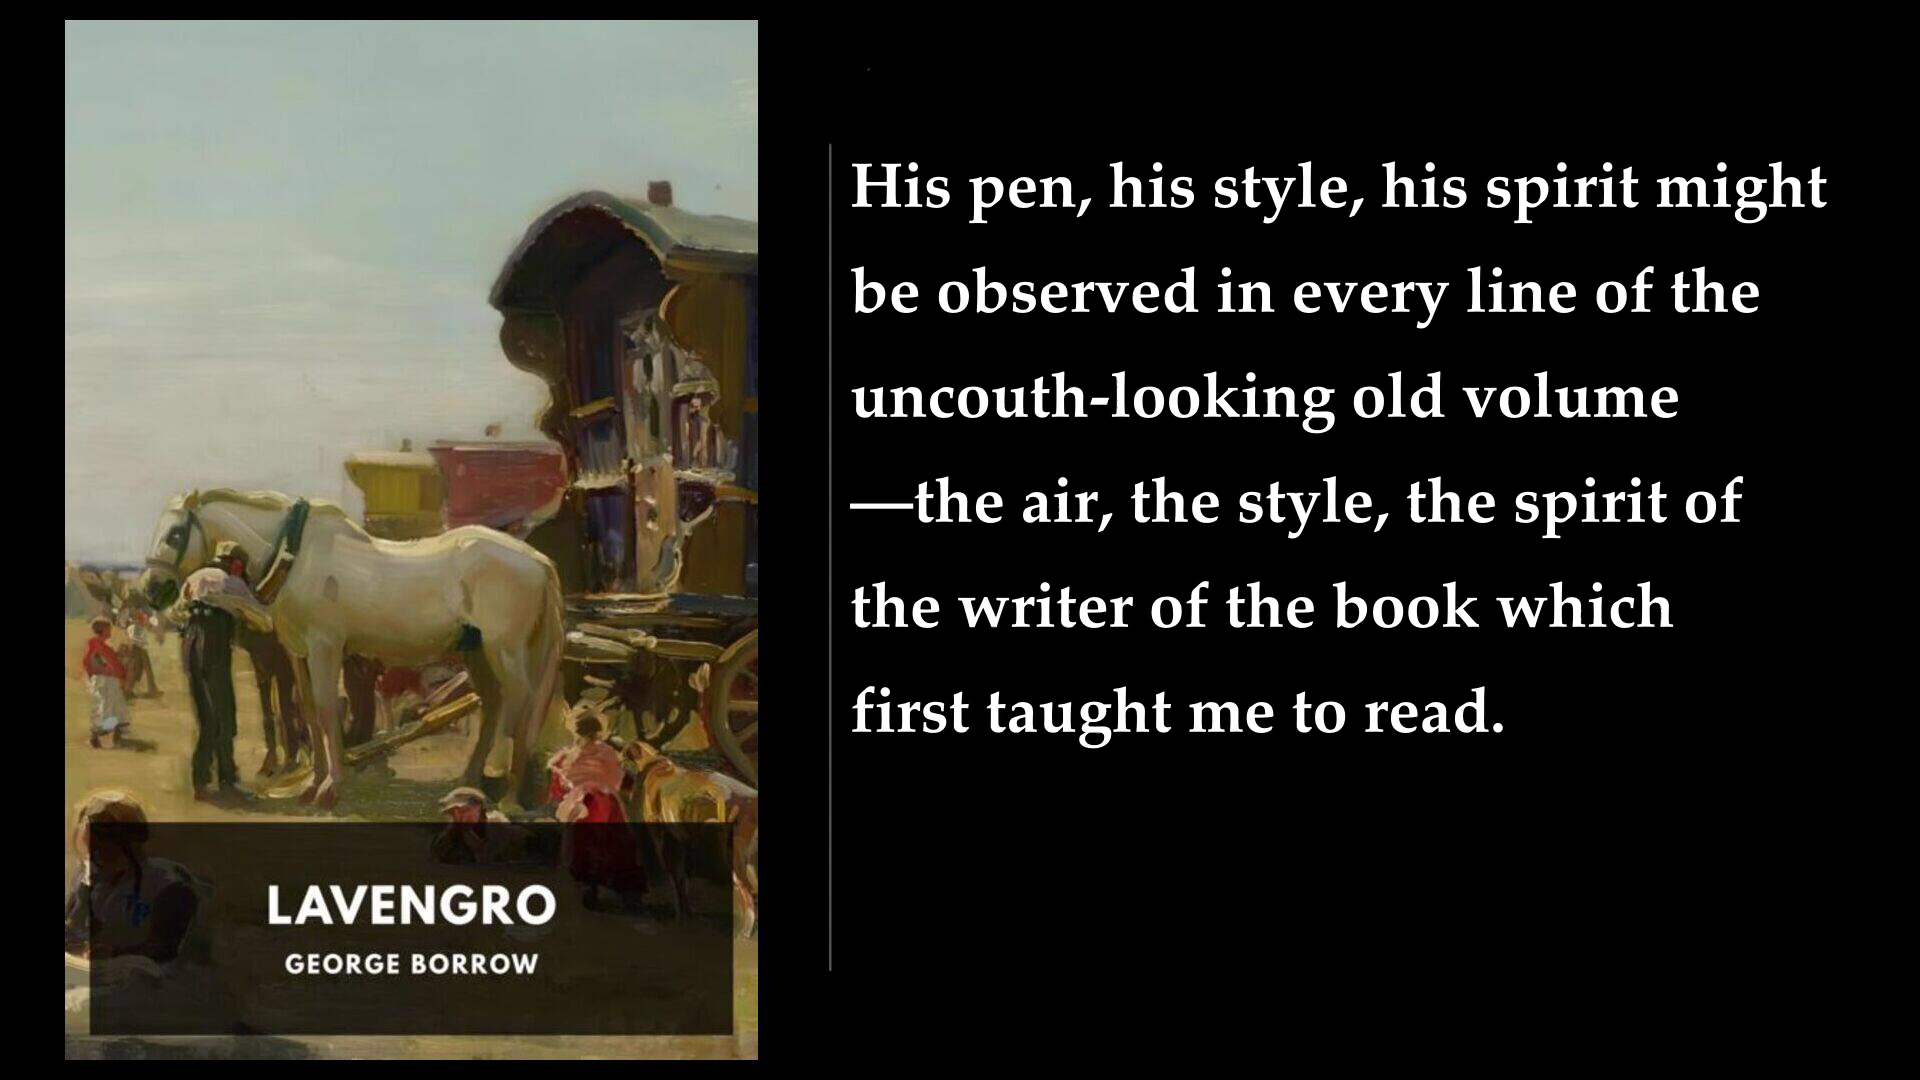 His pen, his style, his spirit might
be observed in every line of the
uncouth-looking old volume
—the air, the style, the spirit of
the writer of the book which
first taught me to read.
LAVENGRO
GEORGE BORROW